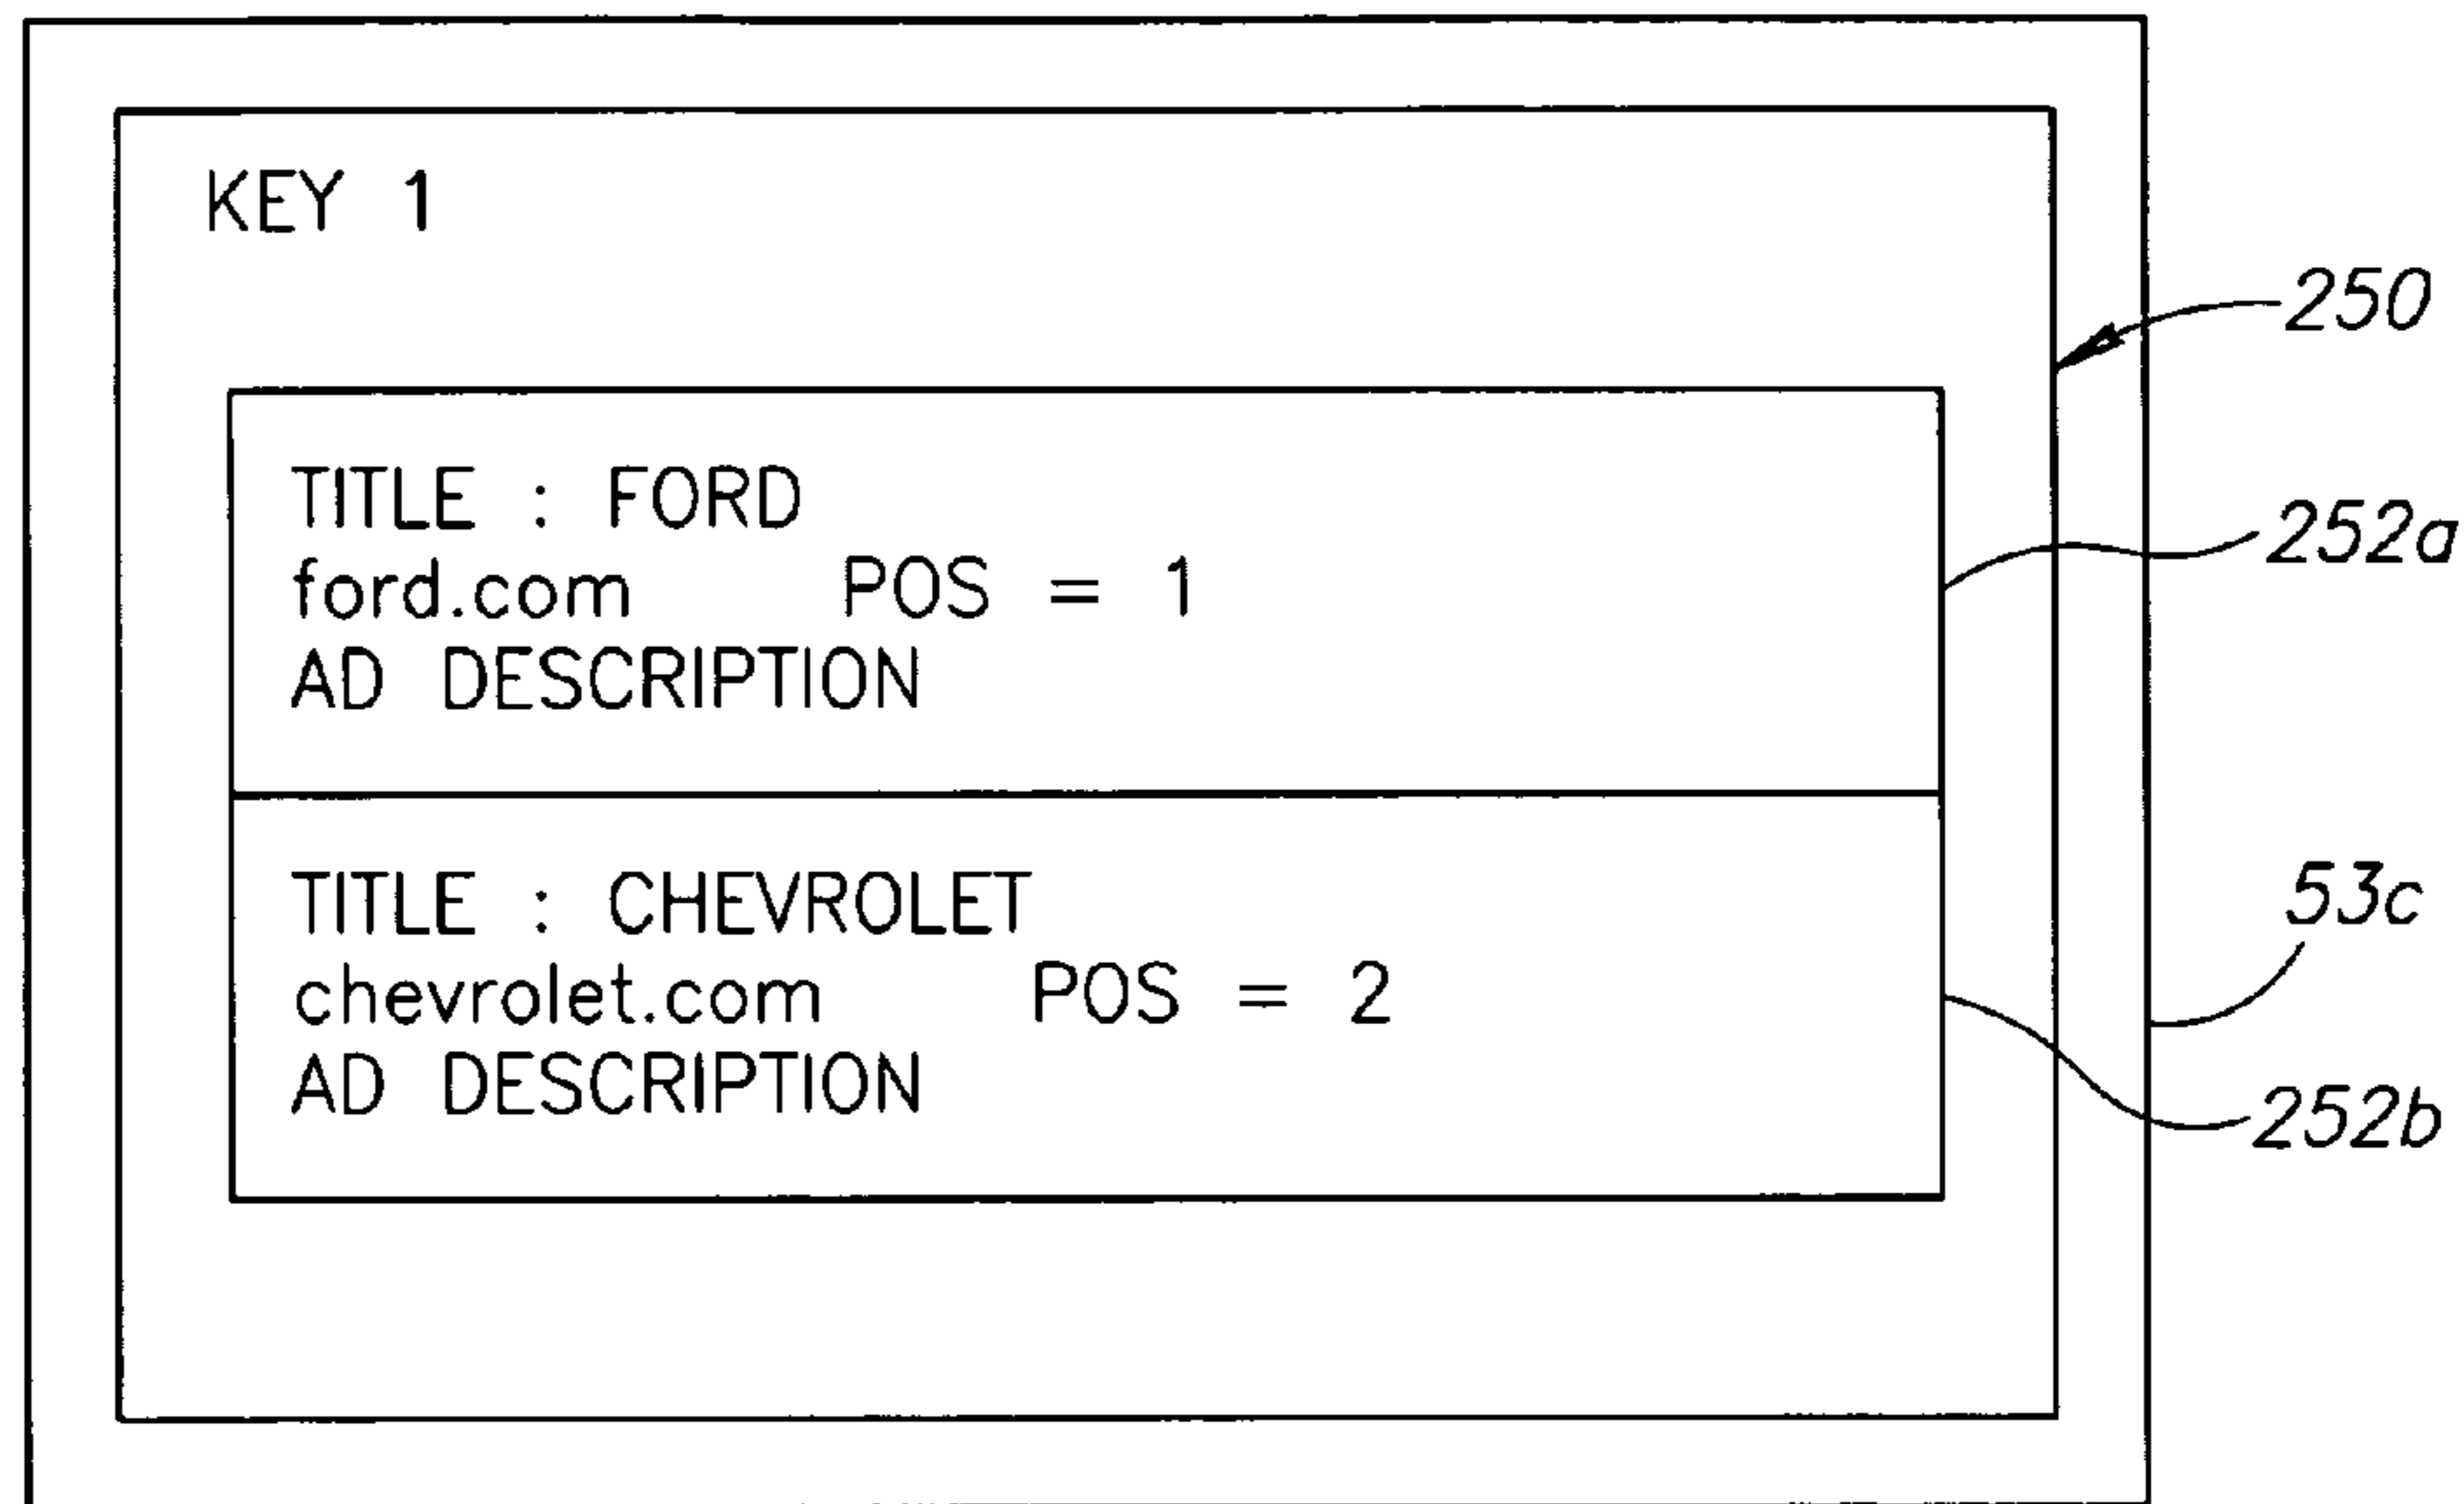 KEY 1
250
TITLE : FORD
252a
ford.com POS = 1
AD DESCRIPTION
TITLE : CHEVROLET
53c
chevrolet.com POS = 2
AD DESCRIPTION
252b